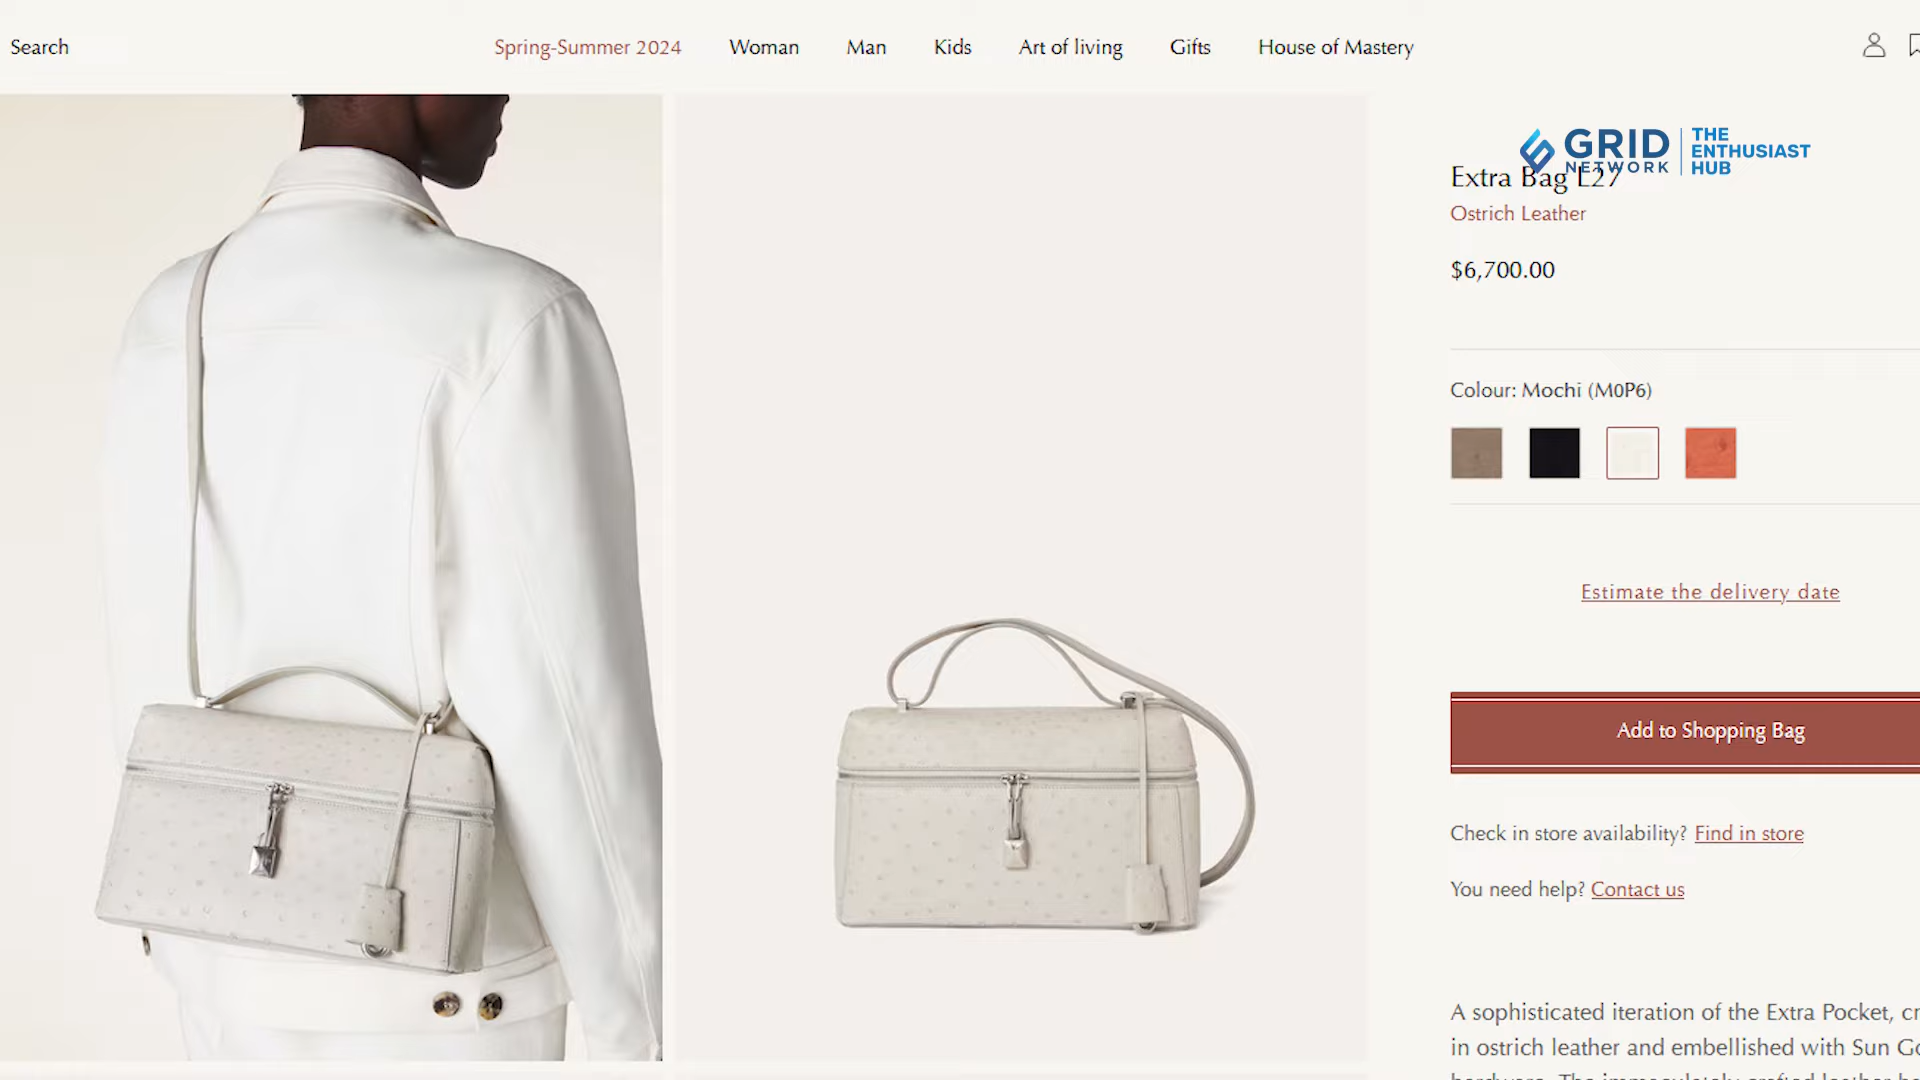 Search
Spring-Summer 2024
Woman
Man
Kids
Art of living
Gifts
House of Mastery
GRID NETWORK
THE ENTHUSIAST HUB
Extra Bag L27
Ostrich Leather
$6,700.00
Colour: Mochi (M0P6)
Estimate the delivery date
Add to Shopping Bag
Check in store availability? Find in store
You need help? Contact us
A sophisticated iteration of the Extra Pocket,
in ostrich leather and embellished with Sun